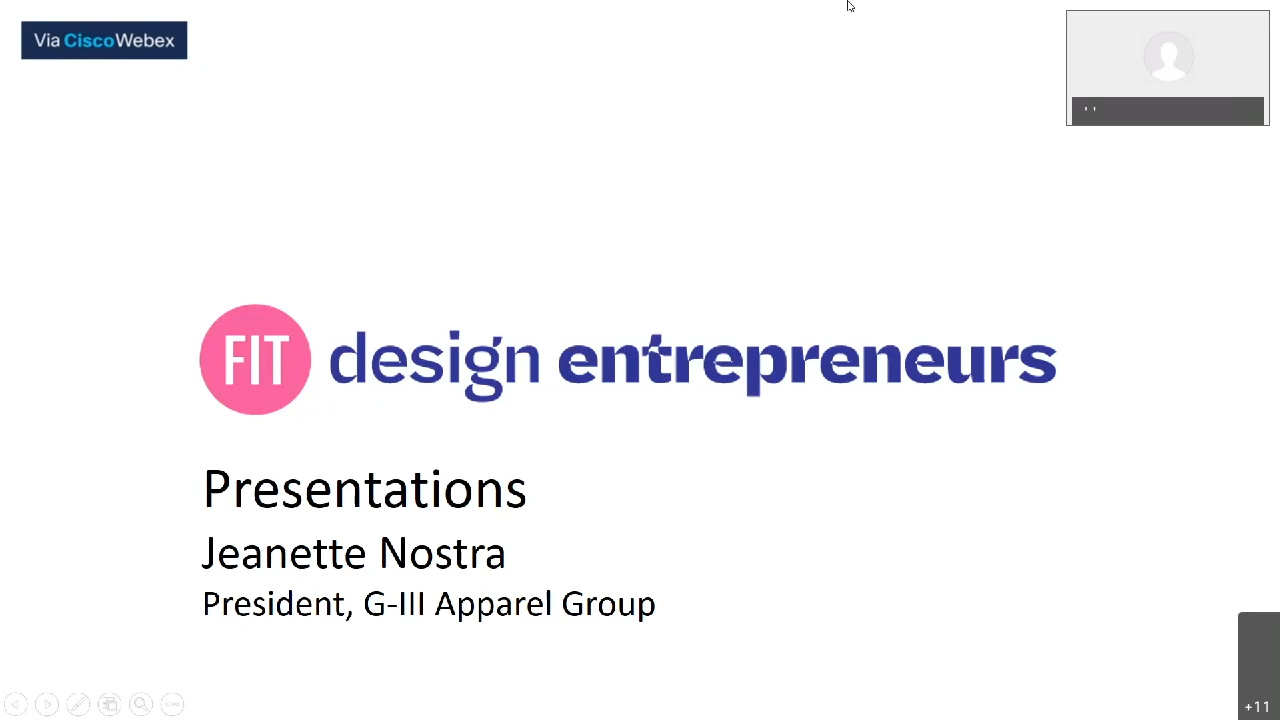 Via CiscoWebex
' '
FIT design entrepreneurs
Presentations
Jeanette Nostra
President, G-III Apparel Group
+11